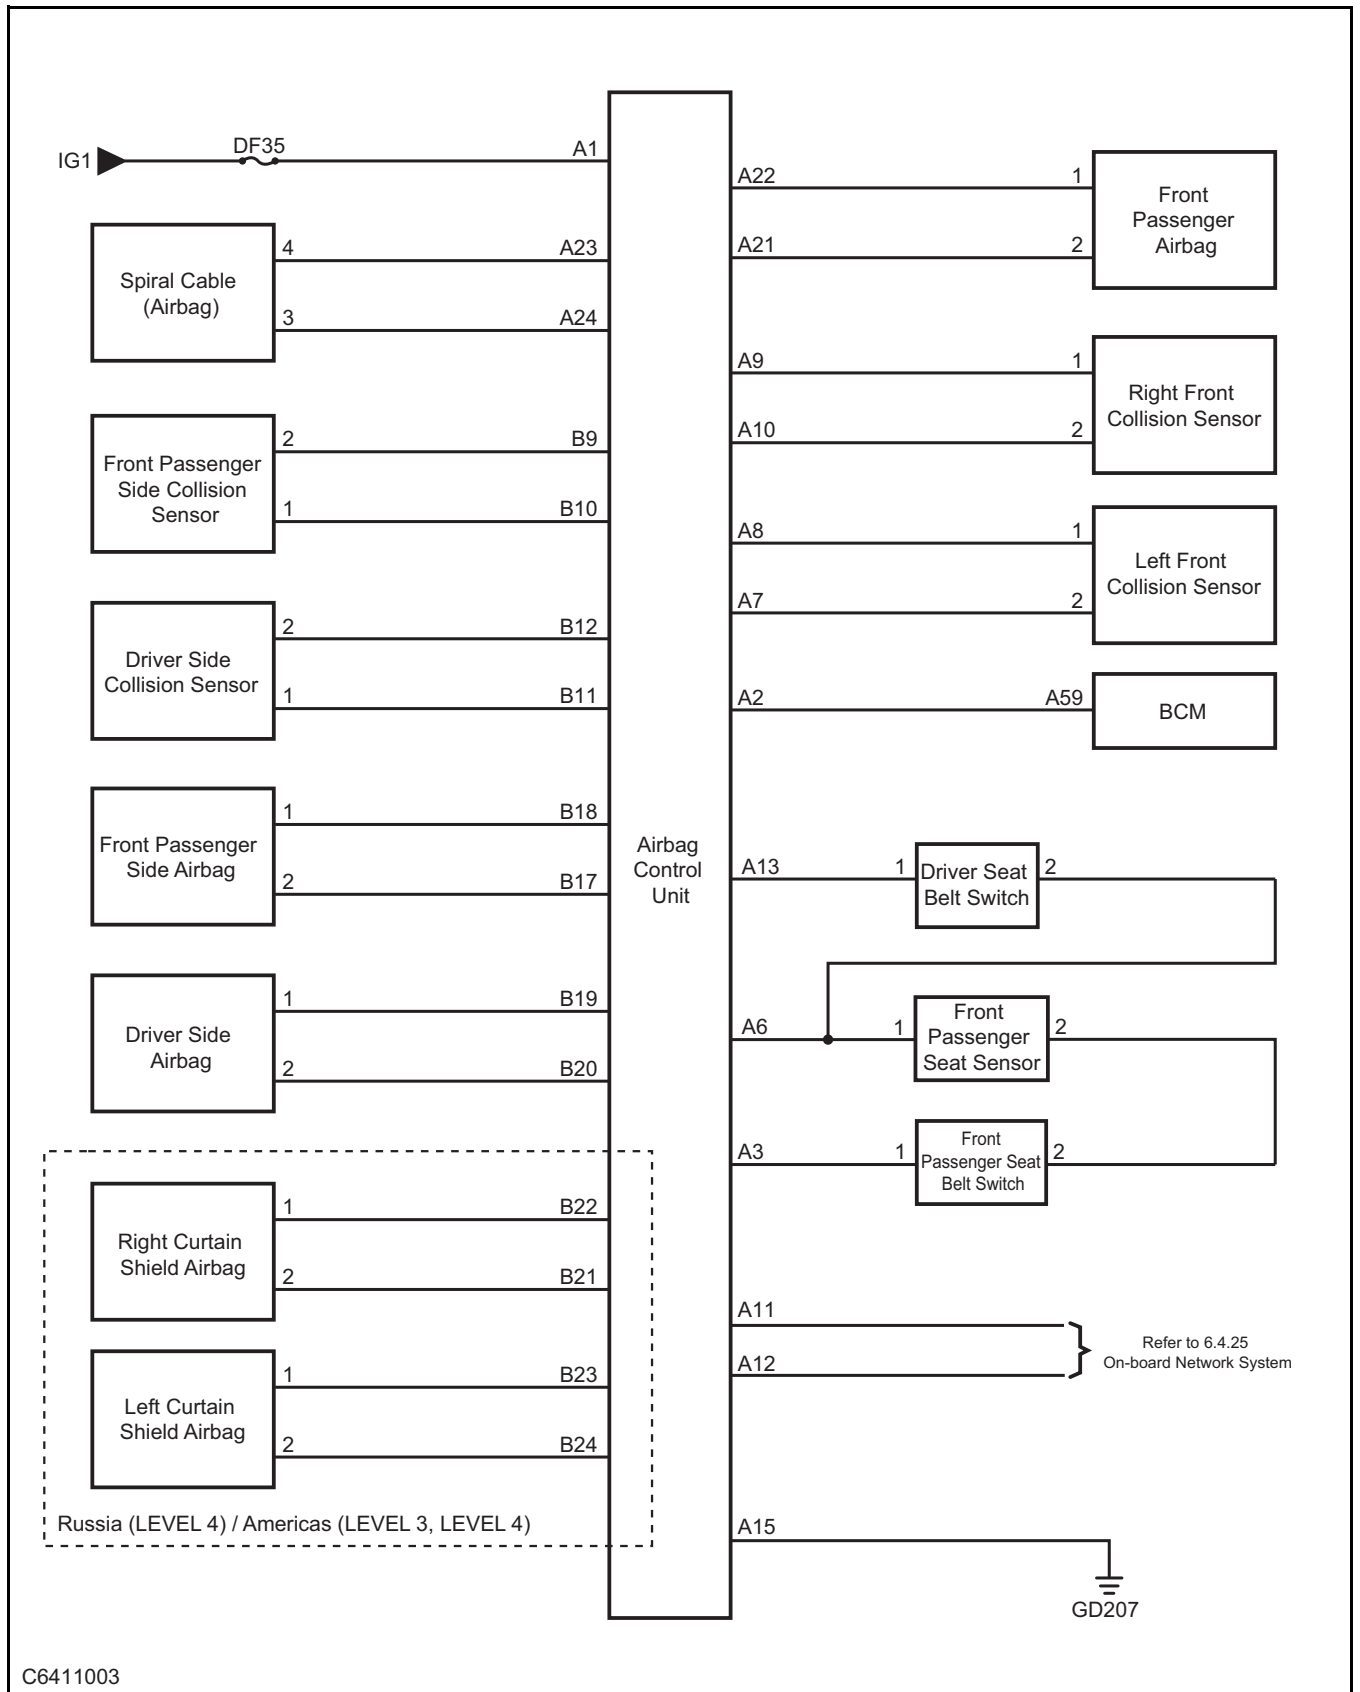 IG1
DF35
A1
Spiral Cable
(Airbag)
4
A23
3
A24
Front Passenger
Side Collision
Sensor
2
B9
1
B10
Driver Side
Collision Sensor
2
B12
1
B11
Front Passenger
Side Airbag
1
B18
2
B17
Driver Side
Airbag
1
B19
2
B20
Right Curtain
Shield Airbag
1
B22
2
B21
Left Curtain
Shield Airbag
1
B23
2
B24
Russia (LEVEL 4) / Americas (LEVEL 3, LEVEL 4)
Airbag
Control
Unit
A22
1
A21
2
Front
Passenger
Airbag
A9
1
A10
2
Right Front
Collision Sensor
A8
1
A7
2
Left Front
Collision Sensor
A2
A59
BCM
A13
1
Driver Seat
Belt Switch
2
A6
1
Front
Passenger
Seat Sensor
2
A3
1
Front
Passenger Seat
Belt Switch
2
A11
A12
Refer to 6.4.25
On-board Network System
A15
GD207
C6411003